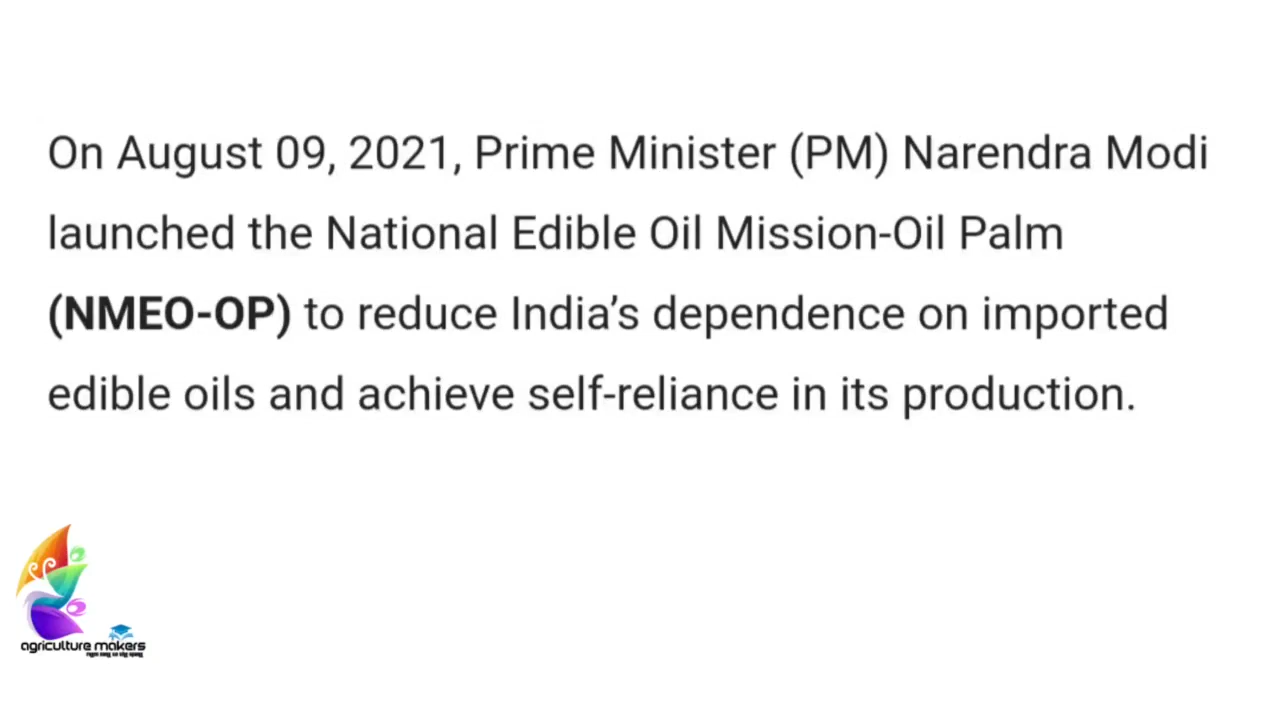 On August 09, 2021, Prime Minister (PM) Narendra Modi
launched the National Edible Oil Mission-Oil Palm
(NMEO-OP) to reduce India’s dependence on imported
edible oils and achieve self-reliance in its production.
agriculture makers